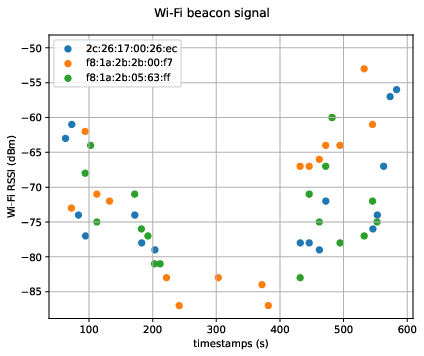 Wi-Fi beacon signal
2c:26:17:00:26:ec
f8:1a:2b:2b:00:f7
f8:1a:2b:05:63:ff
Wi-Fi RSSI (dBm)
−50
−55
−60
−65
−70
−75
−80
−85
100 200 300 400 500 600
timestamps (s)